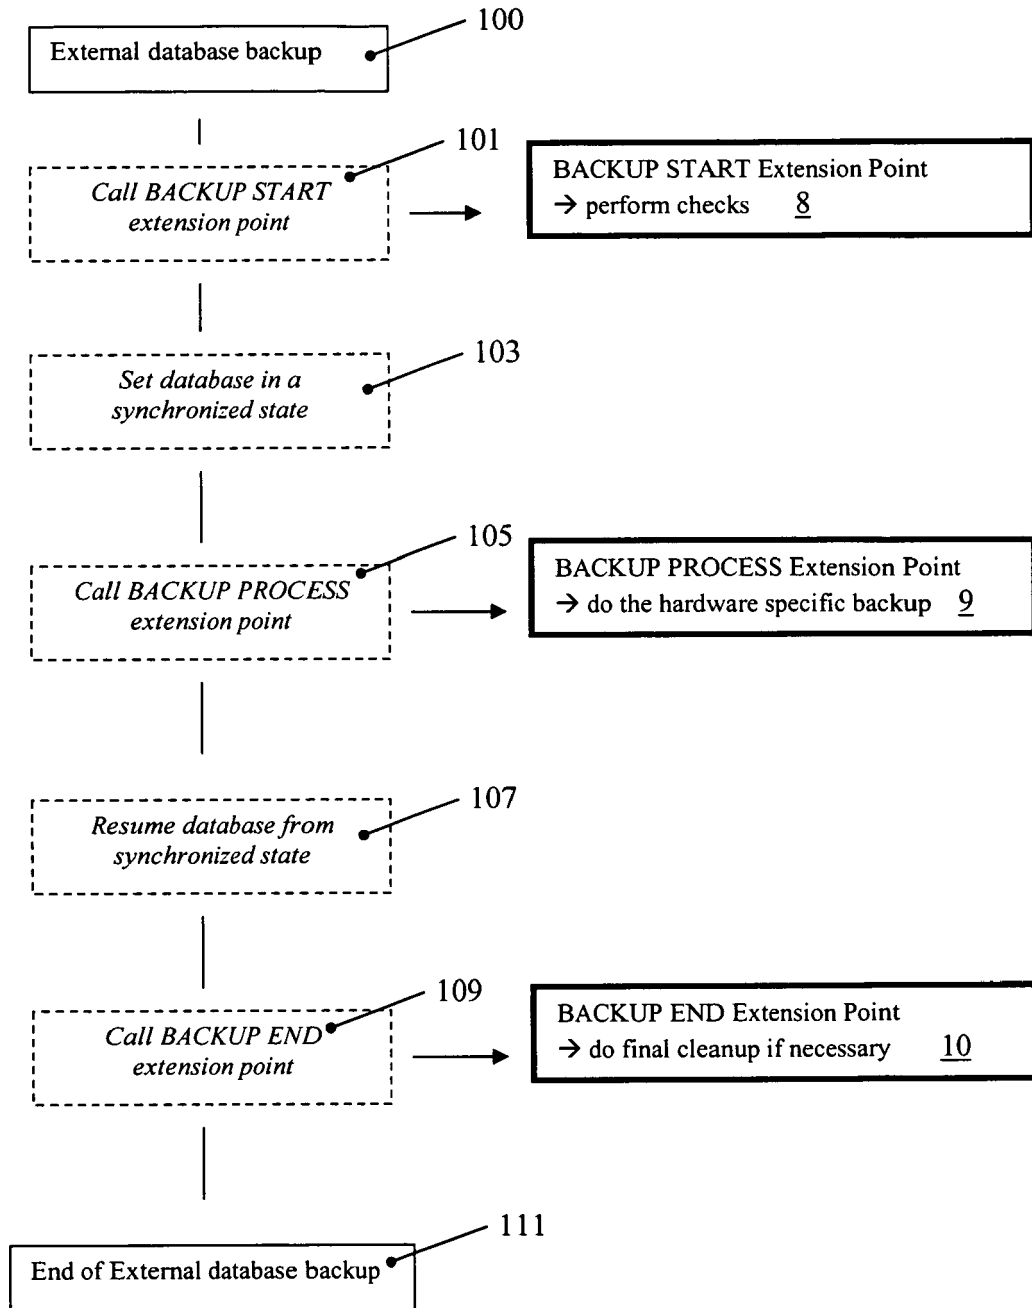 100
External database backup
101
Call BACKUP START
extension point
BACKUP START Extension Point
→ perform checks 8
103
Set database in a
synchronized state
105
Call BACKUP PROCESS
extension point
BACKUP PROCESS Extension Point
→ do the hardware specific backup 9
107
Resume database from
synchronized state
109
Call BACKUP END
extension point
BACKUP END Extension Point
→ do final cleanup if necessary 10
111
End of External database backup